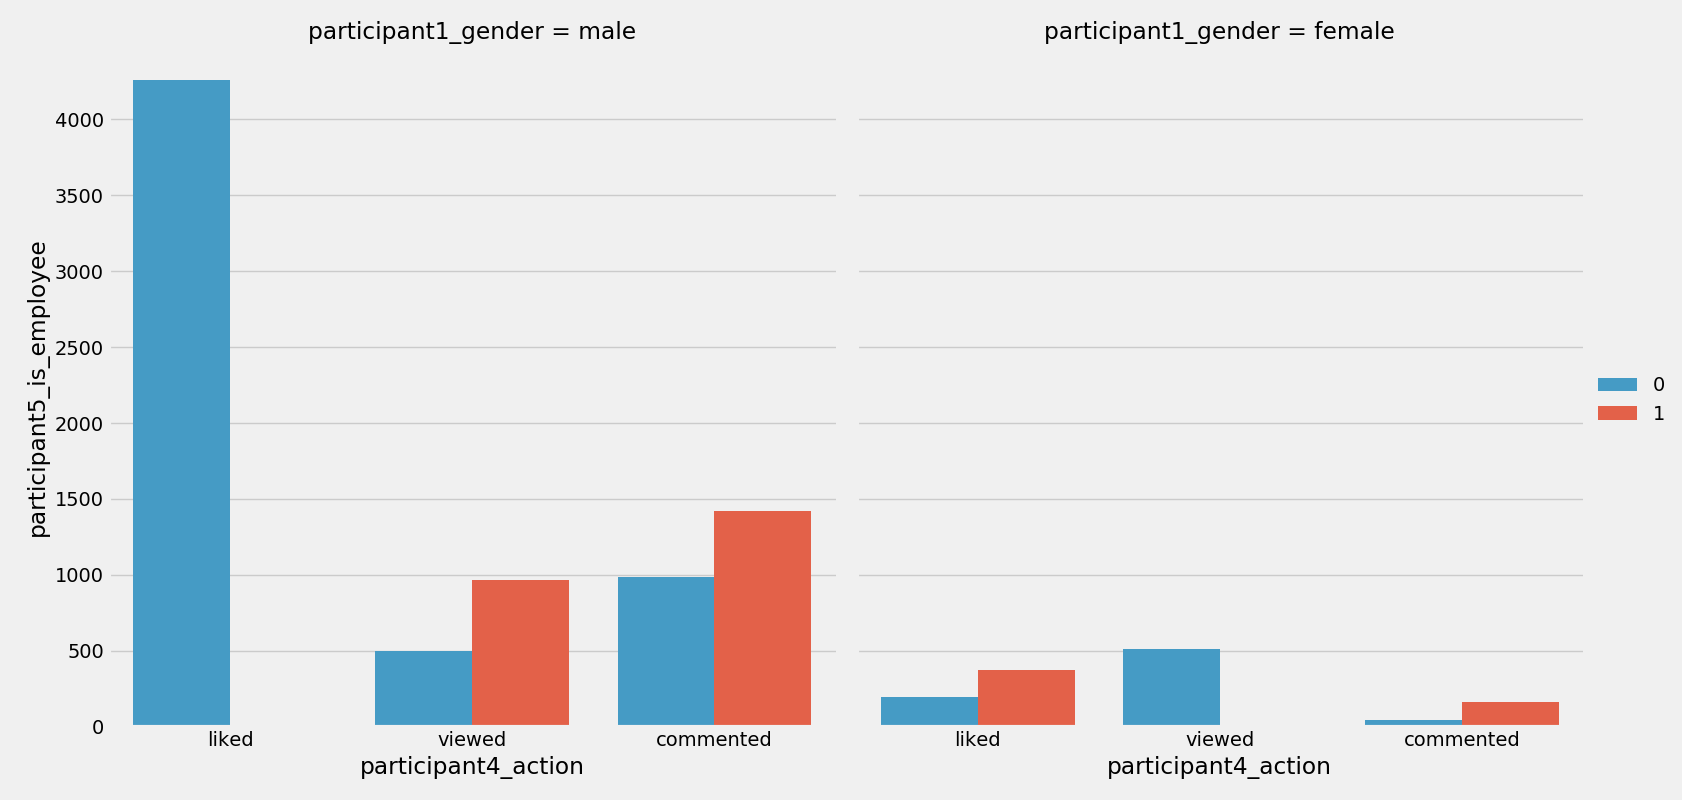 participant1_gender = male
participant1_gender = female
participant5_is_employee
4000
3500
3000
2500
2000
1500
1000
500
0
liked
viewed
commented
participant4_action
liked
viewed
commented
participant4_action
0
1